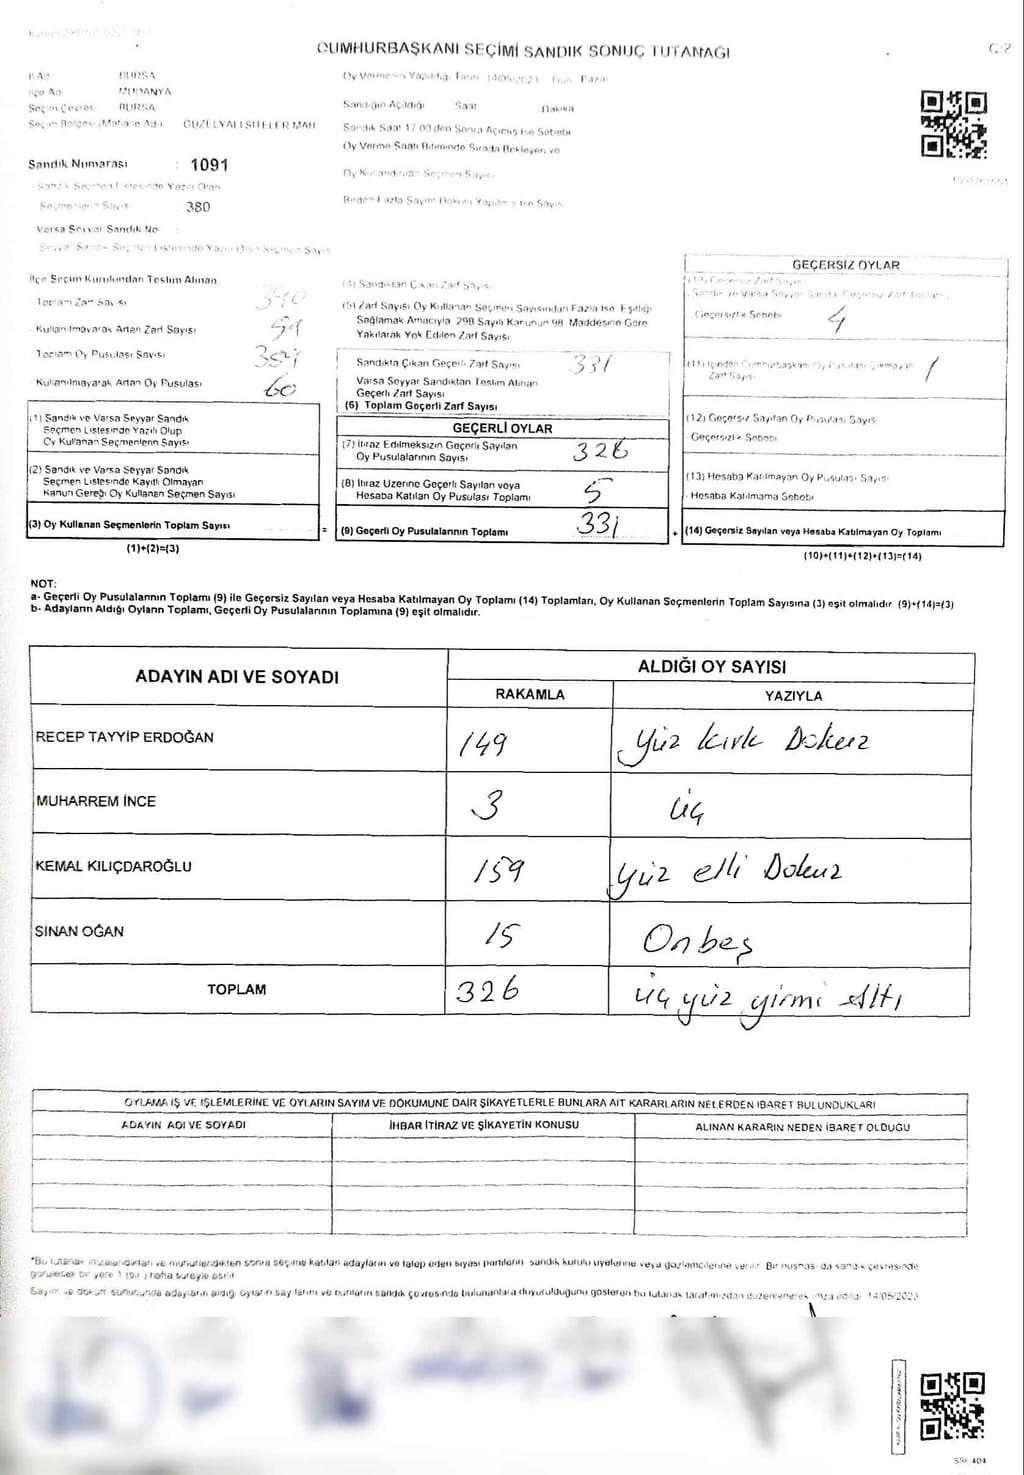 CUMHURBAŞKANI SEÇİMİ SANDIK SONUÇ TUTANAĞI
C/2
İl Adı BURSA
İlçe Adı MUDANYA
Seçim Çevresi BURSA
Seçim Bölgesi (Mahalle Adı) GÜZELYALI SİTELER MAH
Oy Vermenin Yapıldığı Tarih 14/05/2023 Gün Pazar
Sandığın Açıldığı Saat Dakika
Sandık Saat 17.00'den Sonra Açılmış İse Sebebi
Oy Verme Saati Bitiminde Sırada Bekleyen ve
Oy Kullandırılan Seçmen Sayısı
Birden Fazla Sayım Döküm Yapılmış İse Sayısı
Sandık Numarası : 1091
Sandık Seçmen Listesinde Yazılı Olan
Seçmenlerin Sayısı : 380
Varsa Seyyar Sandık No
Seyyar Sandık Seçmen Listesinde Yazılı Olan Seçmen Sayısı
İlçe Seçim Kurulundan Teslim Alınan
Toplam Zarf Sayısı 390
Kullanılmayarak Artan Zarf Sayısı
Toplam Oy Pusulası Sayısı
Kullanılmayarak Artan Oy Pusulası 60
(1) Sandık ve Varsa Seyyar Sandık
Seçmen Listesinde Yazılı Olup
Oy Kullanan Seçmenlerin Sayısı
(2) Sandık ve Varsa Seyyar Sandık
Seçmen Listesinde Kayıtlı Olmayan
Kanun Gereği Oy Kullanan Seçmen Sayısı
(3) Oy Kullanan Seçmenlerin Toplam Sayısı
(1)+(2)=(3)
(4) Sandıktan Çıkan Zarf Sayısı
(5) Zarf Sayısı Oy Kullanan Seçmen Sayısından Fazla İse Eşitliği
Sağlamak Amacıyla 298 Sayılı Kanunun 98. Maddesine Göre
Yakılarak Yok Edilen Zarf Sayısı
Sandıkta Çıkan Geçerli Zarf Sayısı 331
Varsa Seyyar Sandıktan Teslim Alınan
Geçerli Zarf Sayısı
(6) Toplam Geçerli Zarf Sayısı
GEÇERLİ OYLAR
(7) İtiraz Edilmeksizin Geçerli Sayılan
Oy Pusulalarının Sayısı 326
(8) İtiraz Üzerine Geçerli Sayılan veya
Hesaba Katılan Oy Pusulası Toplamı 5
= (9) Geçerli Oy Pusulalarının Toplamı 331
GEÇERSİZ OYLAR
(10) Geçersiz Zarf Sayısı
Geçersizlik Sebebi 4
(11) İçinden Cumhurbaşkanı Oy Pusulası Çıkmayan
Zarf Sayısı 1
(12) Geçersiz Sayılan Oy Pusulası Sayısı
- Geçersizlik Sebebi
(13) Hesaba Katılmayan Oy Pusulası Sayısı
- Hesaba Katılmama Sebebi
+ (14) Geçersiz Sayılan veya Hesaba Katılmayan Oy Toplamı
(10)+(11)+(12)+(13)=(14)
NOT:
a- Geçerli Oy Pusulalarının Toplamı (9) ile Geçersiz Sayılan veya Hesaba Katılmayan Oy Toplamı (14) Toplamları, Oy Kullanan Seçmenlerin Toplam Sayısına (3) eşit olmalıdır. (9)+(14)=(3)
b- Adayların Aldığı Oyların Toplamı, Geçerli Oy Pusulalarının Toplamına (9) eşit olmalıdır.
ADAYIN ADI VE SOYADI ALDIĞI OY SAYISI
RAKAMLA YAZIYLA
RECEP TAYYİP ERDOĞAN 149 Yüz kırk Dokuz
MUHARREM İNCE 3 üç
KEMAL KILIÇDAROĞLU 159 Yüz elli Dokuz
SİNAN OĞAN 15 Onbeş
TOPLAM 326 üç yüz yirmi Altı
OYLAMA İŞ VE İŞLEMLERİNE VE OYLARIN SAYIM VE DÖKÜMÜNE DAİR ŞİKAYETLERLE BUNLARA AİT KARARLARIN NELERDEN İBARET BULUNDUKLARI
ADAYIN ADI VE SOYADI İHBAR İTİRAZ VE ŞİKAYETİN KONUSU ALINAN KARARIN NEDEN İBARET OLDUĞU
*Bu tutanak imzalandıktan ve mühürlendikten sonra seçime katılan adayların ve talep eden siyasi partilerin sandık kurulu üyelerine veya gözlemcilerine verilir. Bir nüshası da sandık çevresinde
görülecek bir yere 1 (bir) hafta süreyle asılır.
Sayım ve döküm sonucunda adayların aldığı oyların sayılarını ve bunların sandık çevresinde bulunanlara duyurulduğunu gösteren bu tutanak tarafımızdan düzenlenerek imza edildi. 14/05/2023